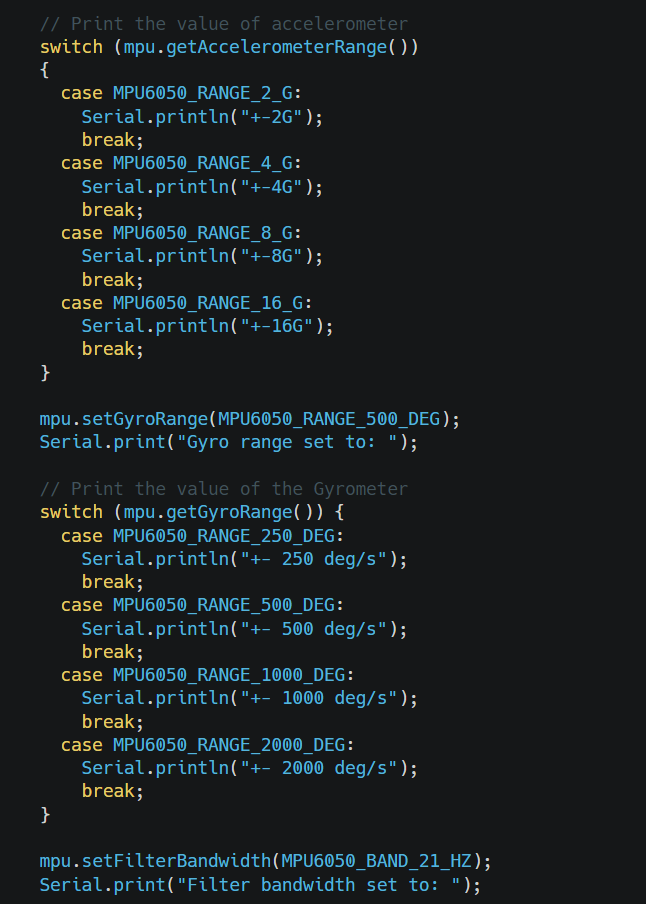 // Print the value of accelerometer
switch (mpu.getAccelerometerRange())
{
case MPU6050_RANGE_2_G:
Serial.println("+-2G");
break;
case MPU6050_RANGE_4_G:
Serial.println("+-4G");
break;
case MPU6050_RANGE_8_G:
Serial.println("+-8G");
break;
case MPU6050_RANGE_16_G:
Serial.println("+-16G");
break;
}
mpu.setGyroRange(MPU6050_RANGE_500_DEG);
Serial.print("Gyro range set to: ");
// Print the value of the Gyrometer
switch (mpu.getGyroRange()) {
case MPU6050_RANGE_250_DEG:
Serial.println("+- 250 deg/s");
break;
case MPU6050_RANGE_500_DEG:
Serial.println("+- 500 deg/s");
break;
case MPU6050_RANGE_1000_DEG:
Serial.println("+- 1000 deg/s");
break;
case MPU6050_RANGE_2000_DEG:
Serial.println("+- 2000 deg/s");
break;
}
mpu.setFilterBandwidth(MPU6050_BAND_21_HZ);
Serial.print("Filter bandwidth set to: ");